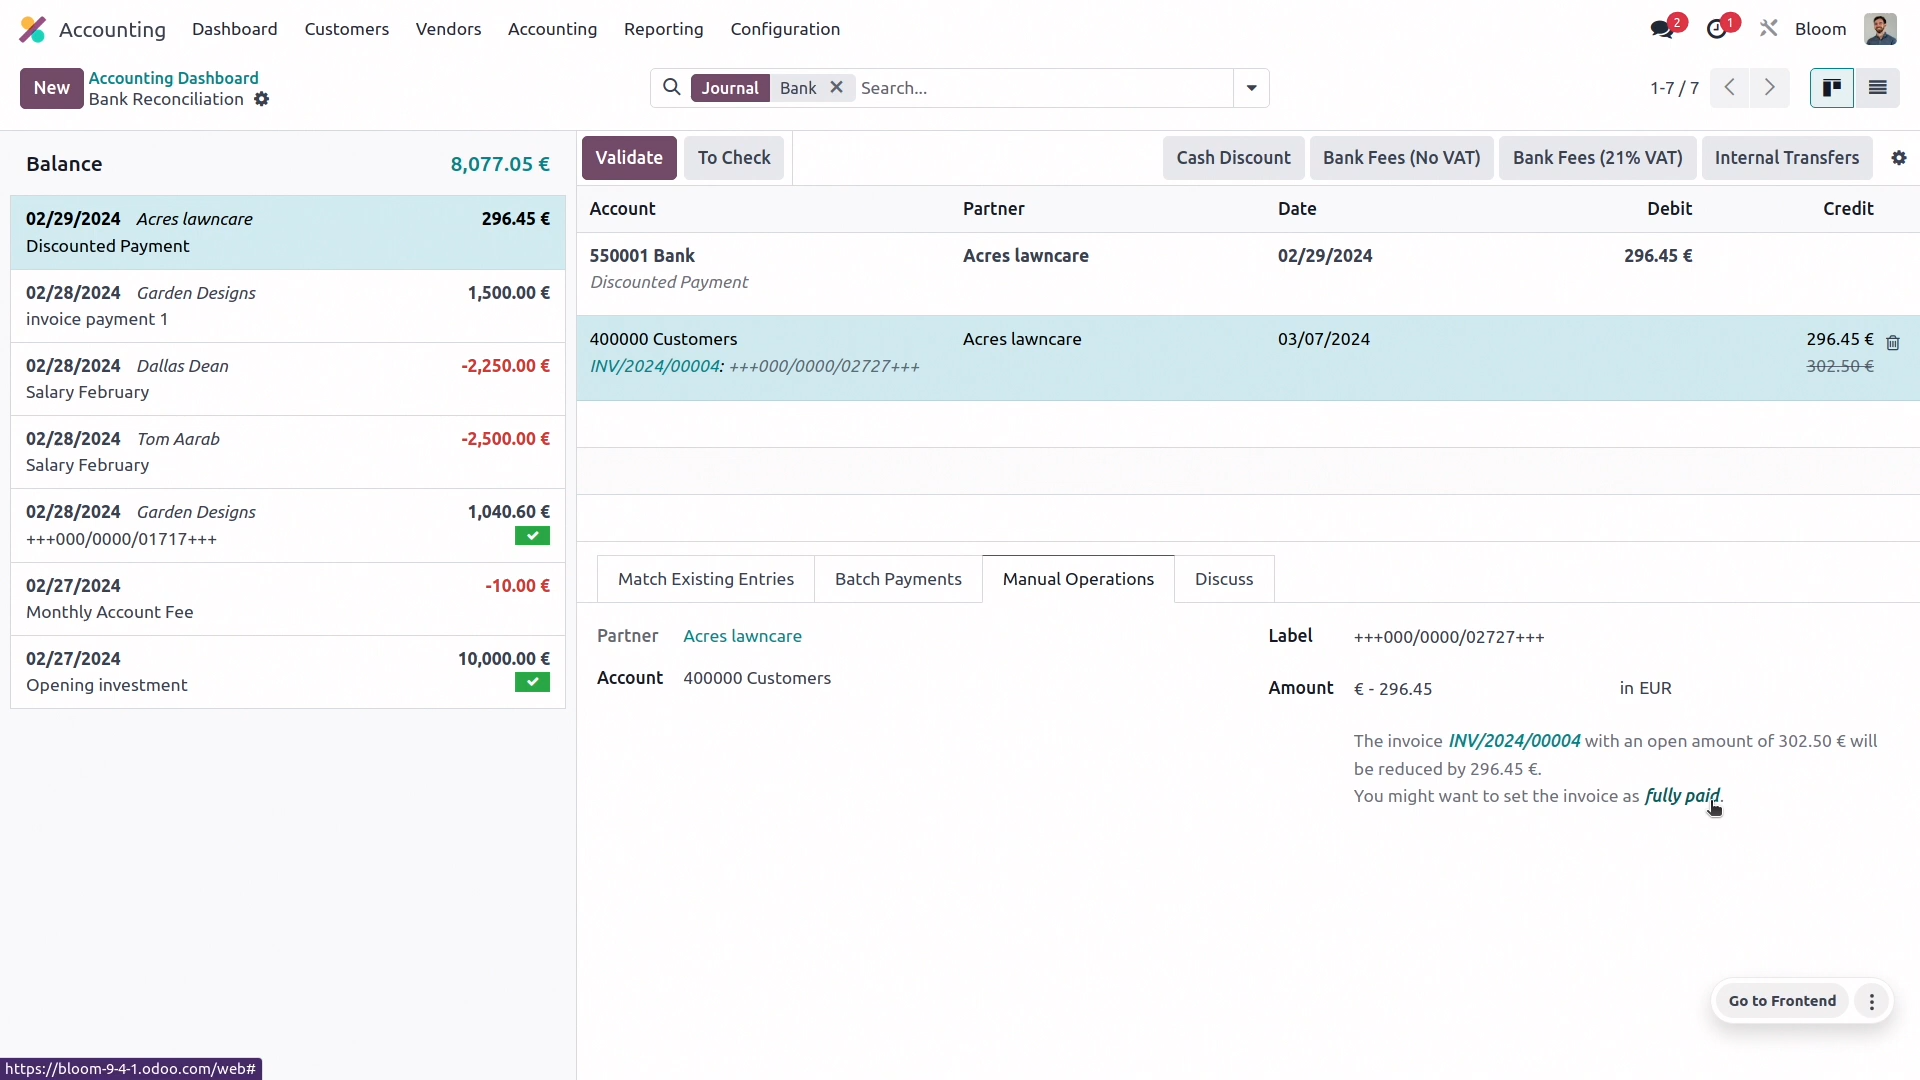 Accounting Dashboard Customers Vendors Accounting Reporting Configuration 2 1 Bloom
New Accounting Dashboard
Bank Reconciliation
Journal Bank Search...
1-7 / 7
Balance 8,077.05 €
02/29/2024 Acres lawncare 296.45 €
Discounted Payment
02/28/2024 Garden Designs 1,500.00 €
invoice payment 1
02/28/2024 Dallas Dean -2,250.00 €
Salary February
02/28/2024 Tom Aarab -2,500.00 €
Salary February
02/28/2024 Garden Designs 1,040.60 €
+++000/0000/01717+++
02/27/2024 -10.00 €
Monthly Account Fee
02/27/2024 10,000.00 €
Opening investment
Validate To Check Cash Discount Bank Fees (No VAT) Bank Fees (21% VAT) Internal Transfers
Account Partner Date Debit Credit
550001 Bank Acres lawncare 02/29/2024 296.45 €
Discounted Payment
400000 Customers Acres lawncare 03/07/2024 296.45 €
INV/2024/00004: +++000/0000/02727+++ 302.50 €
Match Existing Entries Batch Payments Manual Operations Discuss
Partner Acres lawncare
Account 400000 Customers
Label +++000/0000/02727+++
Amount € - 296.45 in EUR
The invoice INV/2024/00004 with an open amount of 302.50 € will
be reduced by 296.45 €.
You might want to set the invoice as fully paid.
Go to Frontend
https://bloom-9-4-1.odoo.com/web#